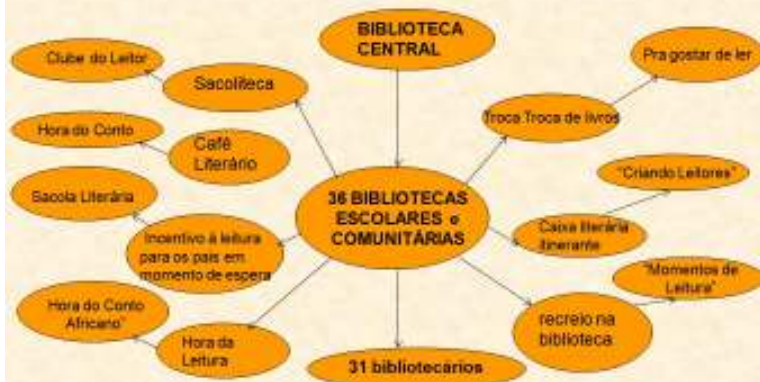 BIBLIOTECA
CENTRAL
Clube do Leitor
Sacoliteca
Pra gostar de ler
Troca Troca de livros
Hora do Conto
Café
Literário
36 BIBLIOTECAS
ESCOLARES e
COMUNITÁRIAS
"Criando Leitores"
Sacola Literária
Incentivo à leitura
para os pais em
momento de espera
Caixa literária
itinerante
"Momentos de
Leitura"
Hora do Conto
Africano"
Hora da
Leitura
recreio na
biblioteca
31 bibliotecários